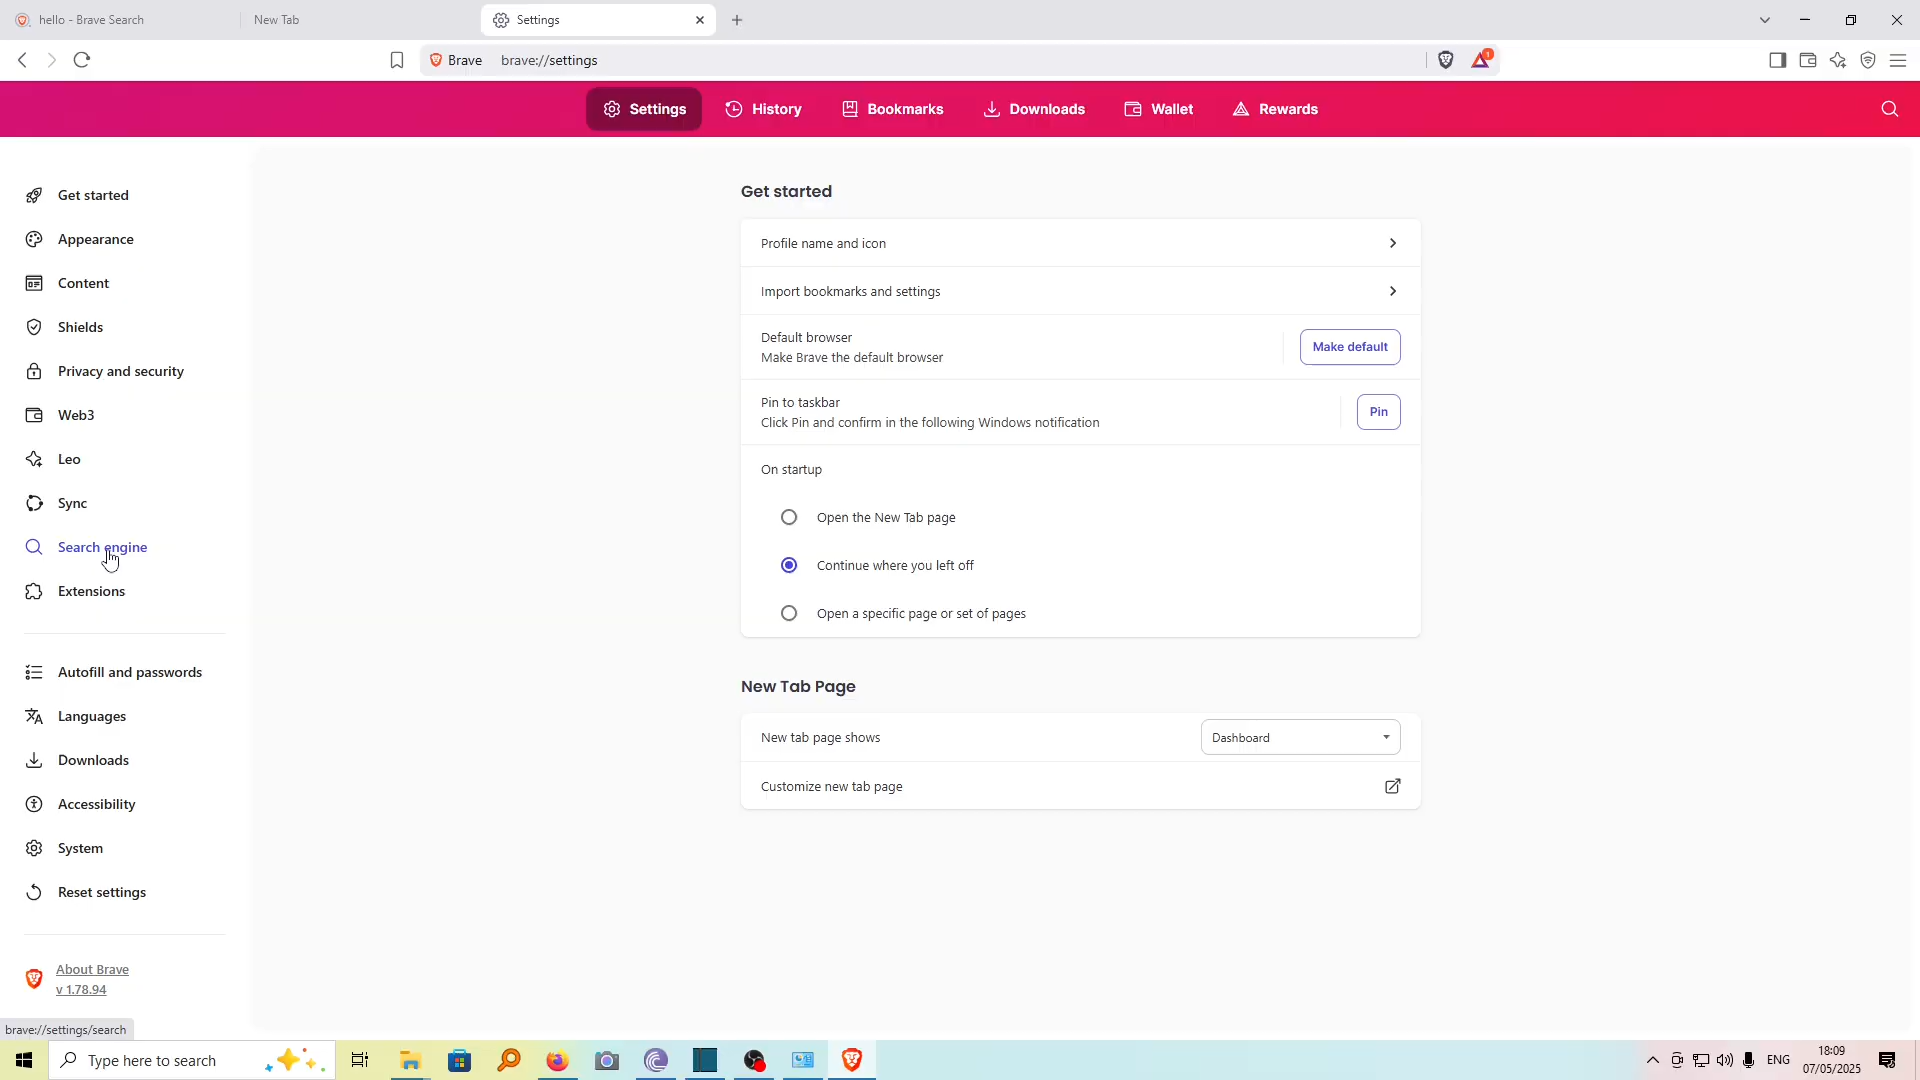 hello - Brave Search
New Tab
Settings
Brave
brave://settings
1
Settings
History
Bookmarks
Downloads
Wallet
Rewards
Get started
Appearance
Content
Shields
Privacy and security
Web3
Leo
Sync
Search engine
Extensions
Autofill and passwords
Languages
Downloads
Accessibility
System
Reset settings
About Brave
v 1.78.94
brave://settings/search
Get started
Profile name and icon
Import bookmarks and settings
Default browser
Make Brave the default browser
Make default
Pin to taskbar
Click Pin and confirm in the following Windows notification
Pin
On startup
Open the New Tab page
Continue where you left off
Open a specific page or set of pages
New Tab Page
New tab page shows
Dashboard
Customize new tab page
Type here to search
ENG
18:09
07/05/2025